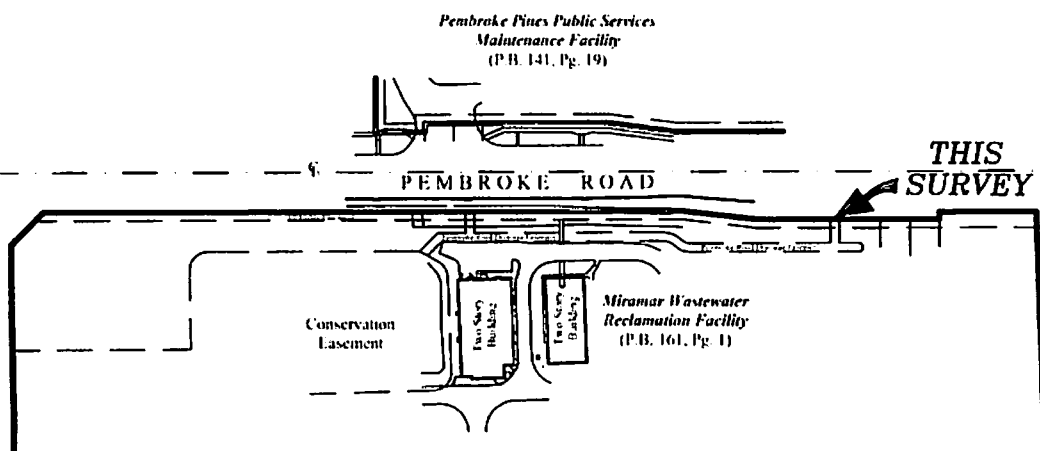 Pembroke Pines Public Services
Maintenance Facility
(P.B. 141, Pg. 19)
℄
PEMBROKE ROAD
THIS
SURVEY
Two Story
Building
Two Story
Building
Miramar Wastewater
Reclamation Facility
(P.B. 161, Pg. 1)
Conservation
Easement